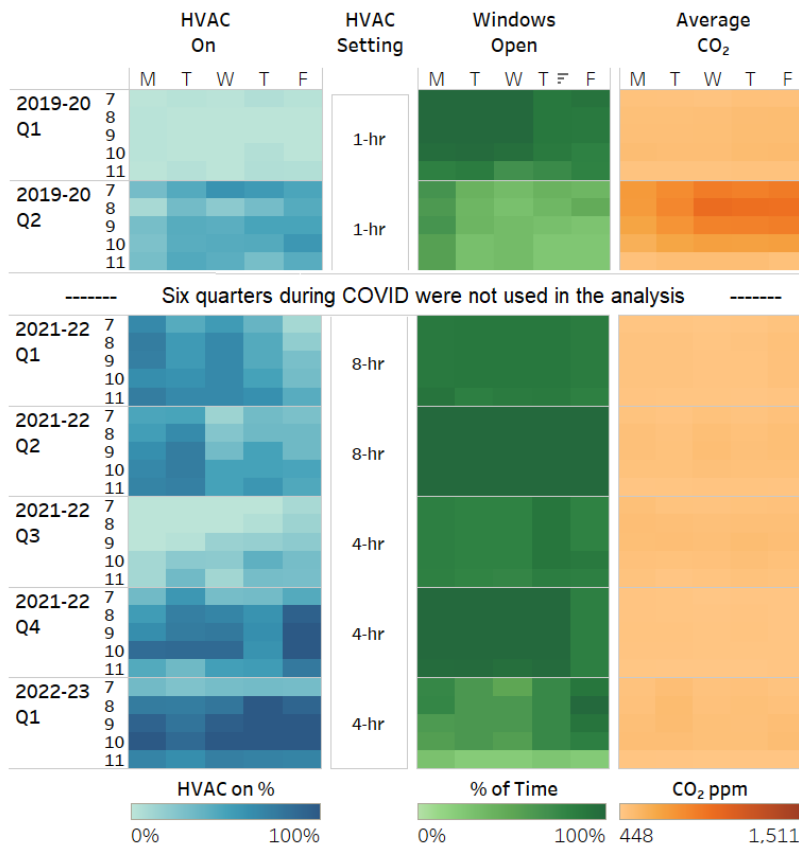 HVAC On HVAC Setting Windows Open Average CO₂
M T W T F M T W T F M T W T F
2019-20 Q1 7 8 9 10 11 1-hr
2019-20 Q2 7 8 9 10 11 1-hr
------- Six quarters during COVID were not used in the analysis -------
2021-22 Q1 7 8 9 10 11 8-hr
2021-22 Q2 7 8 9 10 11 8-hr
2021-22 Q3 7 8 9 10 11 4-hr
2021-22 Q4 7 8 9 10 11 4-hr
2022-23 Q1 7 8 9 10 11 4-hr
HVAC on % % of Time CO₂ ppm
0% 100% 0% 100% 448 1,511